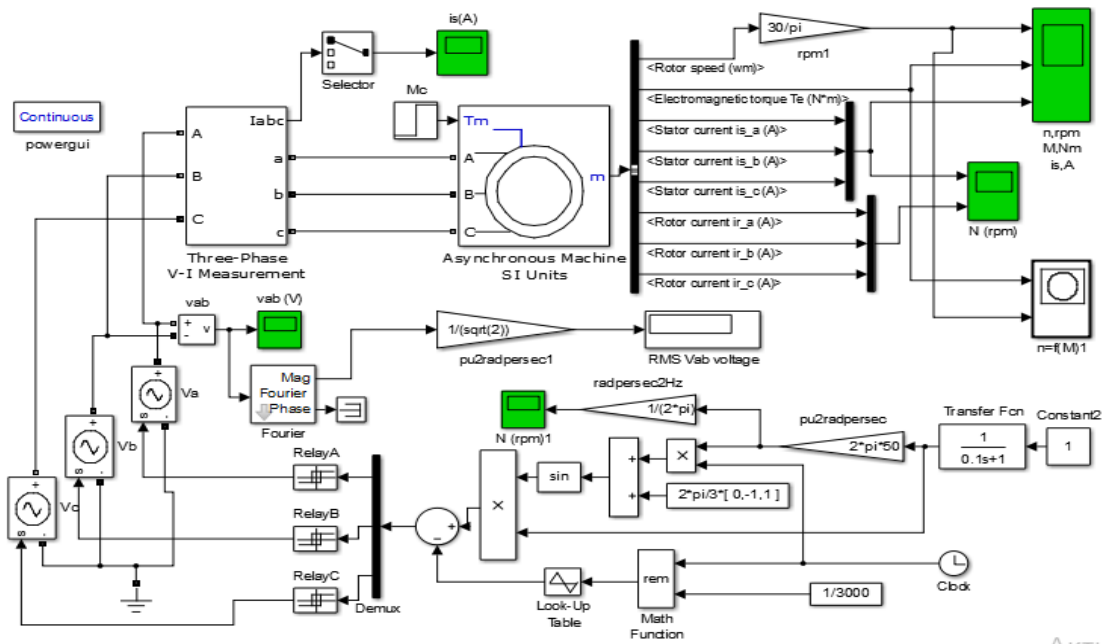 is(A)
30/pi
rpm1
Selector
Mc
<Rotor speed (wm)>
Continuous
powergui
Iabc
Tm
<Electromagnetic torque Te (N*m)>
n,rpm
M,Nm
is,A
A
a
A
<Stator current is_a (A)>
B
b
B
m
<Stator current is_b (A)>
C
c
C
<Stator current is_c (A)>
N (rpm)
<Rotor current ir_a (A)>
Three-Phase
V-I Measurement
Asynchronous Machine
SI Units
<Rotor current ir_b (A)>
<Rotor current ir_c (A)>
vab
vab (V)
+
-
v
1/(sqrt(2))
pu2radpersec1
RMS Vab voltage
n=f(M)1
Mag
Fourier
Phase
Fourier
+
s
-
Va
radpersec2Hz
1/(2*pi)
N (rpm)1
pu2radpersec
2*pi*50
Transfer Fcn
1
0.1s+1
Constant2
1
+
s
-
Vb
RelayA
sin
+
+
×
2*pi/3*[ 0,-1,1 ]
×
+
s
-
Vc
RelayB
+
−
RelayC
Demux
Look-Up
Table
rem
Math
Function
Clock
1/3000